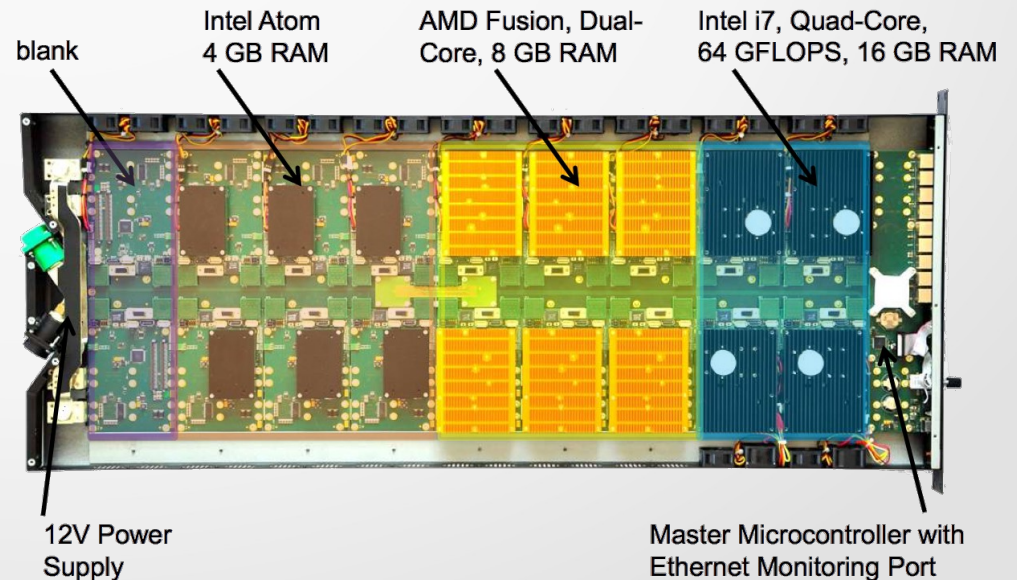 blank
Intel Atom
4 GB RAM
AMD Fusion, Dual-
Core, 8 GB RAM
Intel i7, Quad-Core,
64 GFLOPS, 16 GB RAM
12V Power
Supply
Master Microcontroller with
Ethernet Monitoring Port